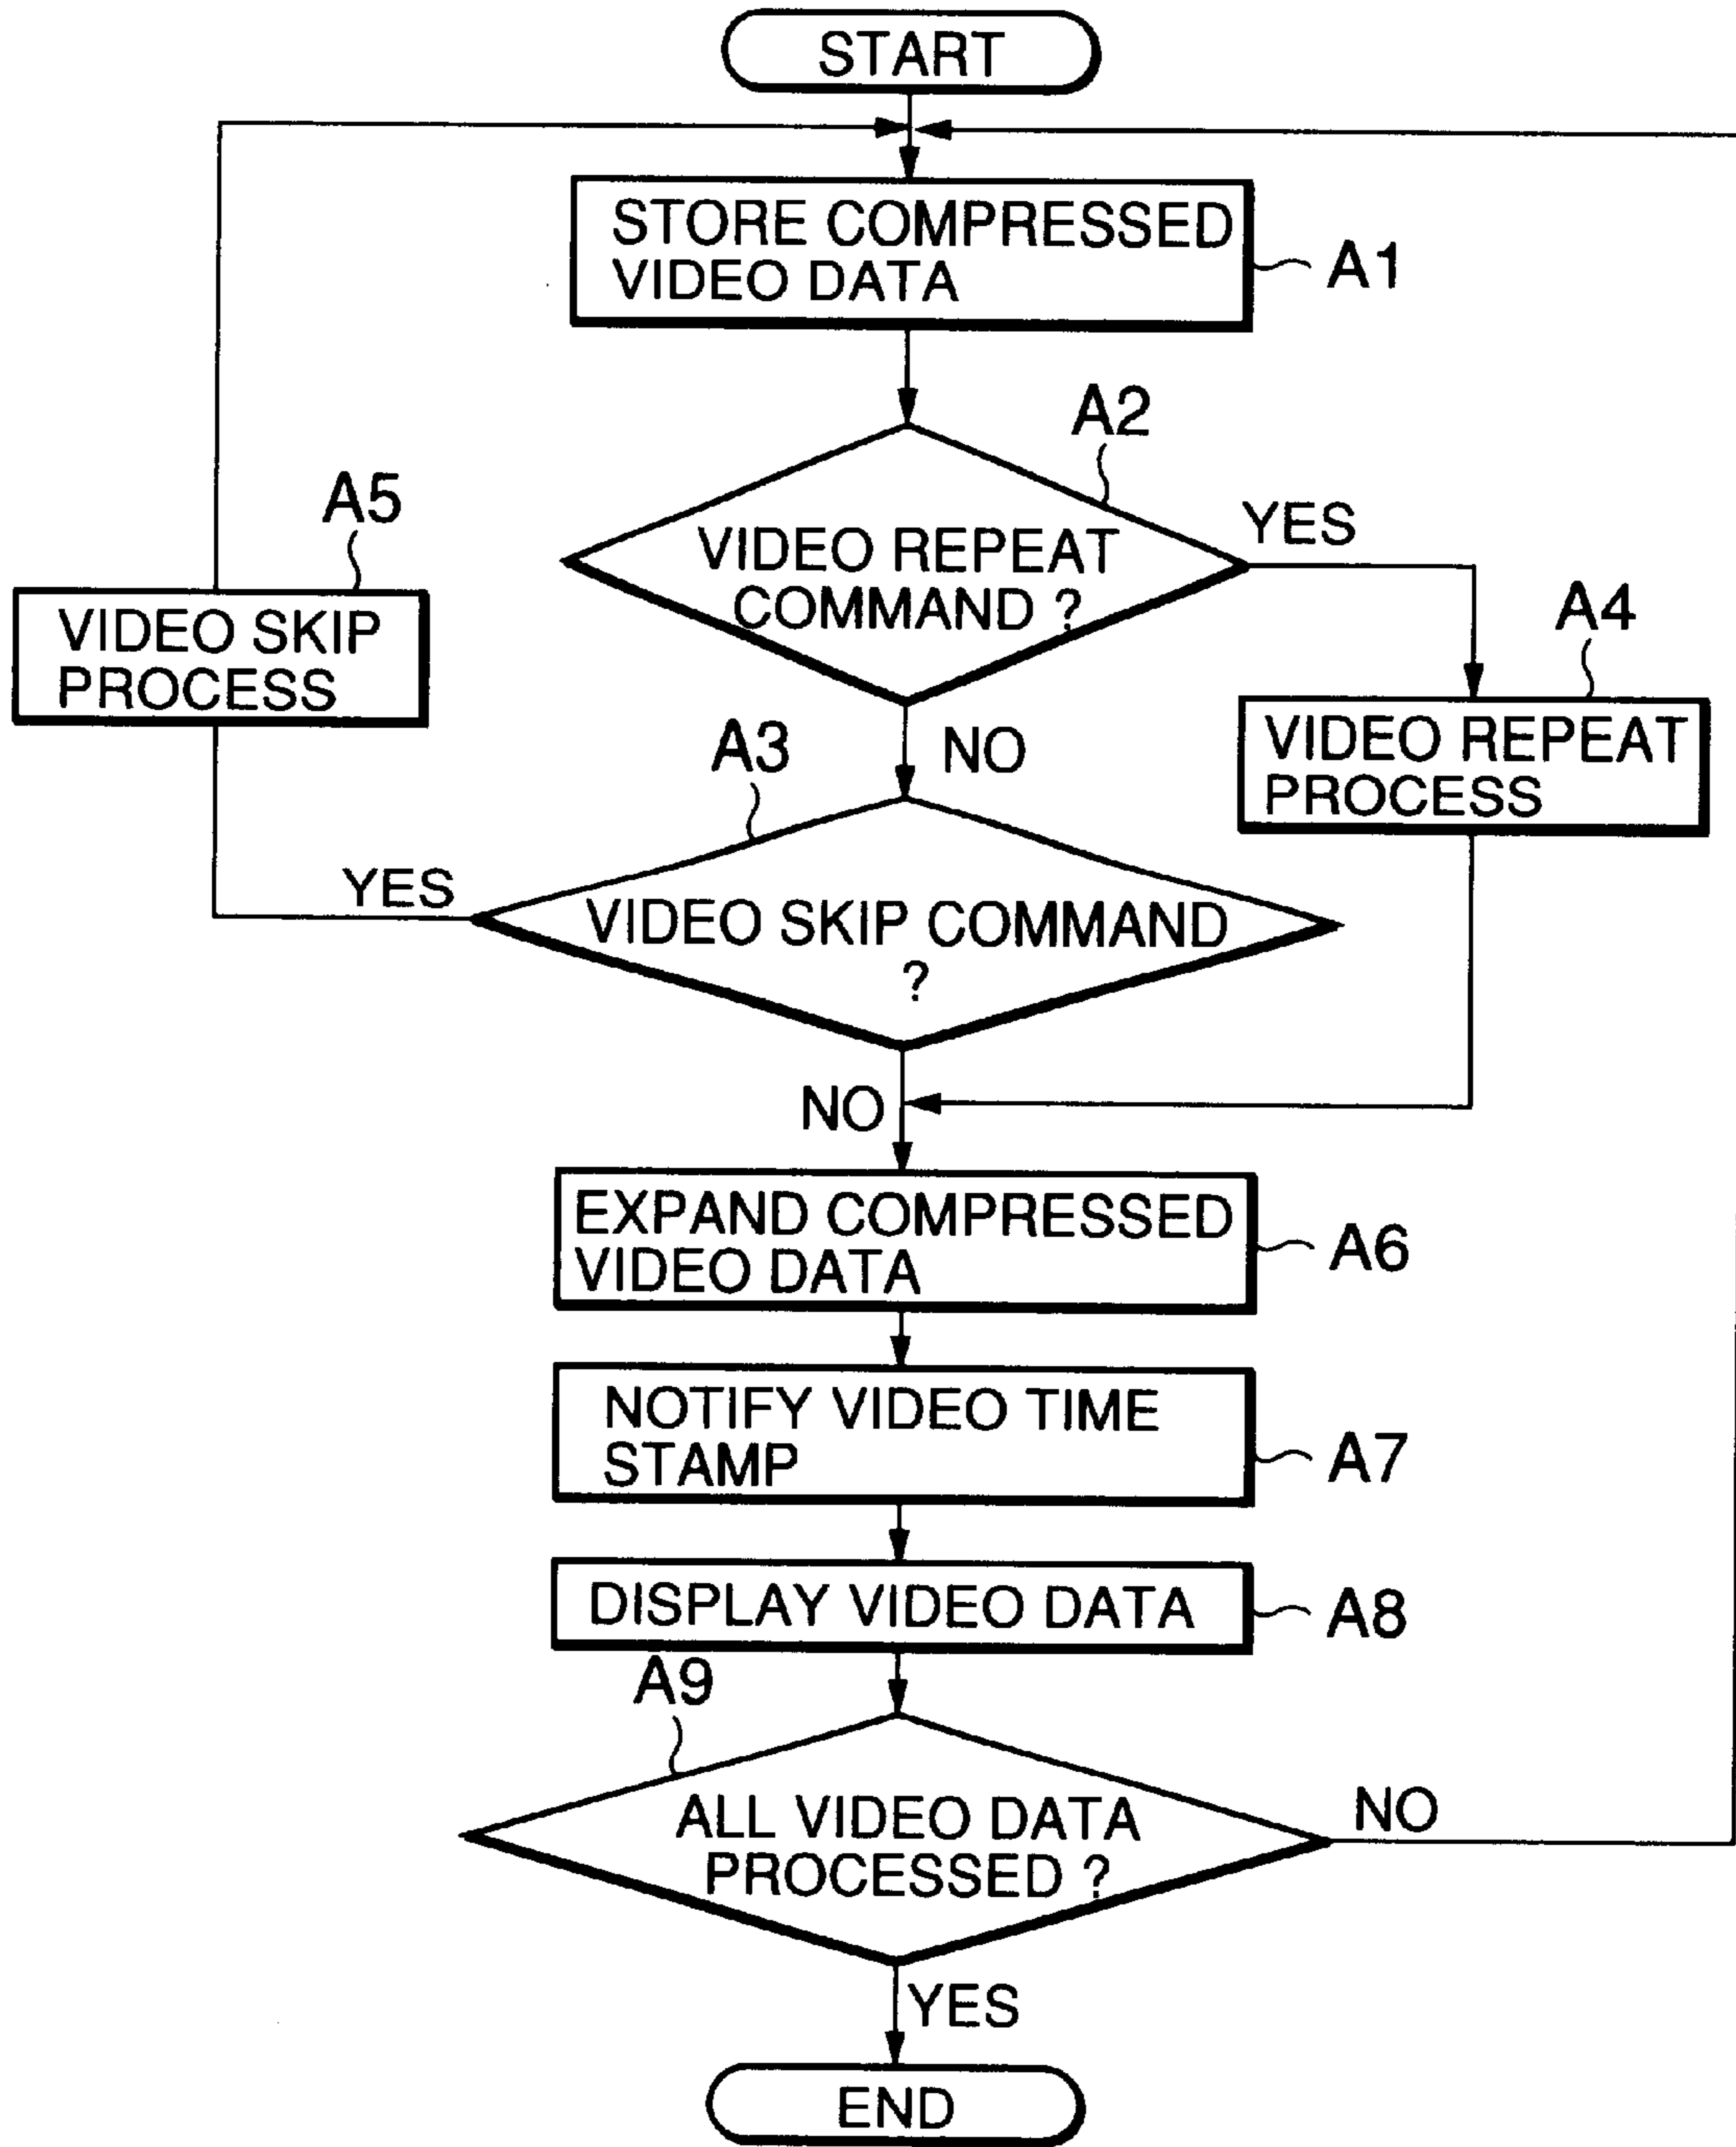 START
STORE COMPRESSED
VIDEO DATA
A1
A2
VIDEO REPEAT
COMMAND ?
YES
A5
VIDEO SKIP
PROCESS
A4
VIDEO REPEAT
PROCESS
NO
A3
YES
VIDEO SKIP COMMAND
?
NO
EXPAND COMPRESSED
VIDEO DATA
A6
NOTIFY VIDEO TIME
STAMP
A7
DISPLAY VIDEO DATA
A8
A9
ALL VIDEO DATA
PROCESSED ?
NO
YES
END